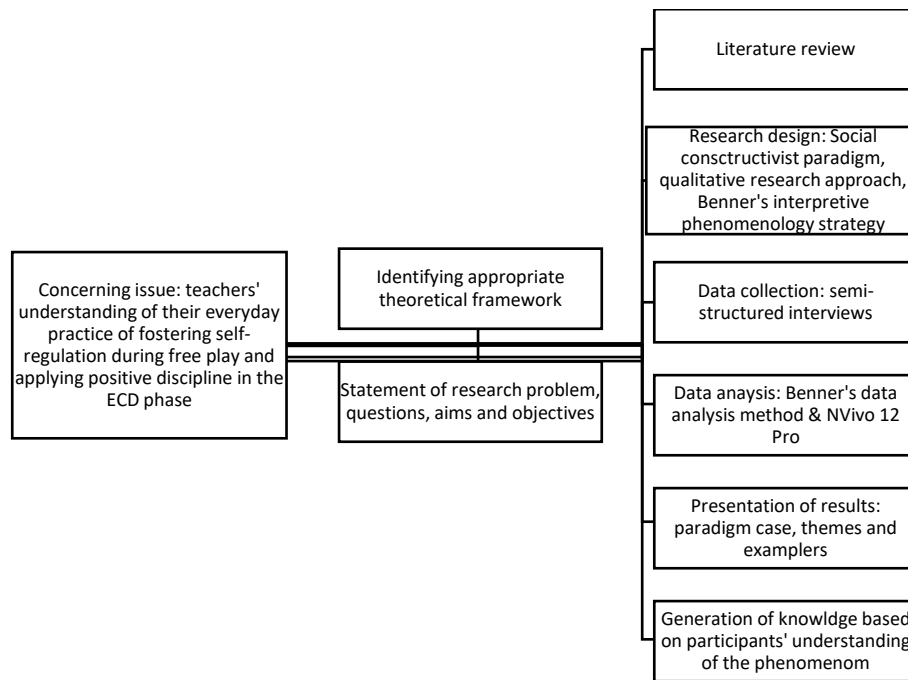 Concerning issue: teachers'
understanding of their everyday
practice of fostering self-
regulation during free play and
applying positive discipline in the
ECD phase
Identifying appropriate
theoretical framework
Statement of research problem,
questions, aims and objectives
Literature review
Research design: Social
consctructivist paradigm,
qualitative research approach,
Benner's interpretive
phenomenology strategy
Data collection: semi-
structured interviews
Data anaysis: Benner's data
analysis method & NVivo 12
Pro
Presentation of results:
paradigm case, themes and
examplers
Generation of knowldge based
on participants' understanding
of the phenomenom